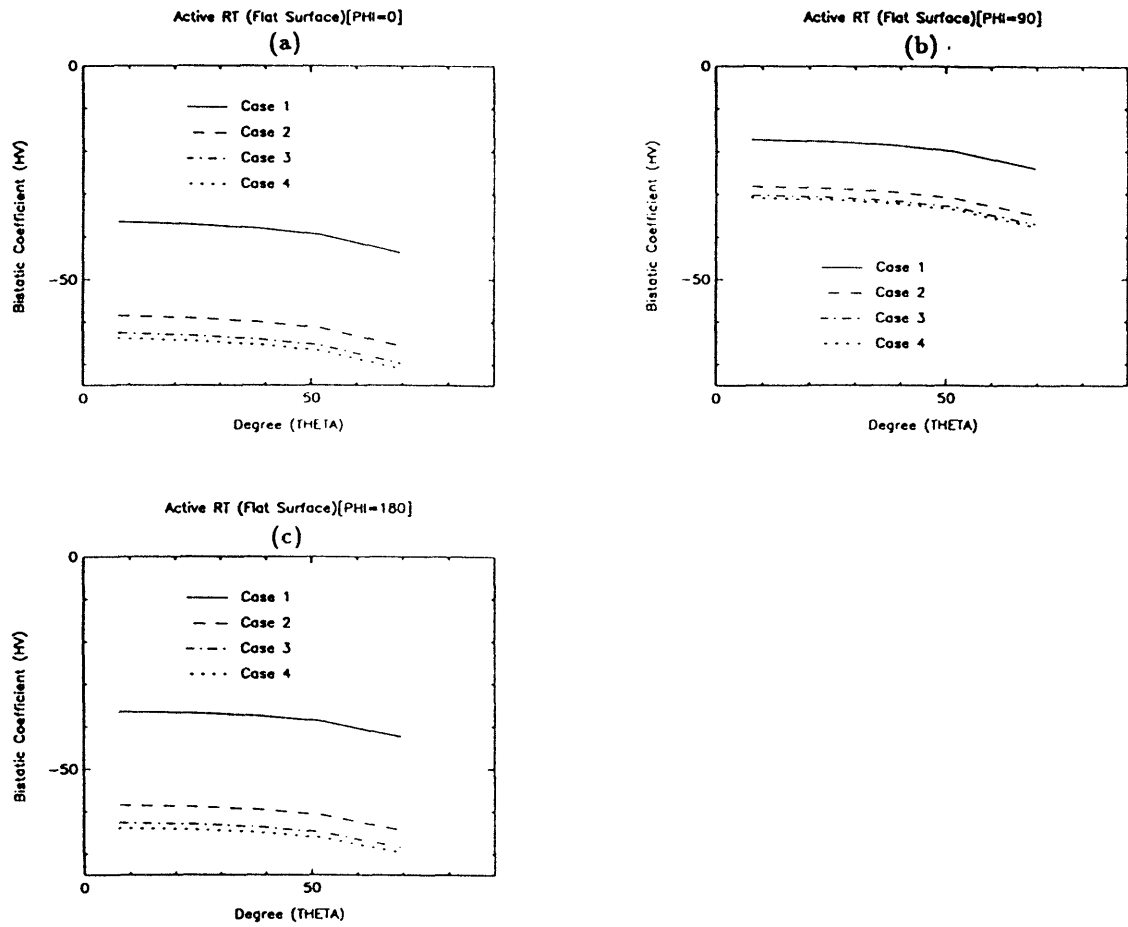 Active RT (Flat Surface)[PHI=0]
(a)
0
-50
Bistatic Coefficient (HV)
Case 1
Case 2
Case 3
Case 4
0
50
Degree (THETA)
Active RT (Flat Surface)[PHI=90]
(b)
0
-50
Bistatic Coefficient (HV)
Case 1
Case 2
Case 3
Case 4
0
50
Degree (THETA)
Active RT (Flat Surface)[PHI=180]
(c)
0
-50
Bistatic Coefficient (HV)
Case 1
Case 2
Case 3
Case 4
0
50
Degree (THETA)